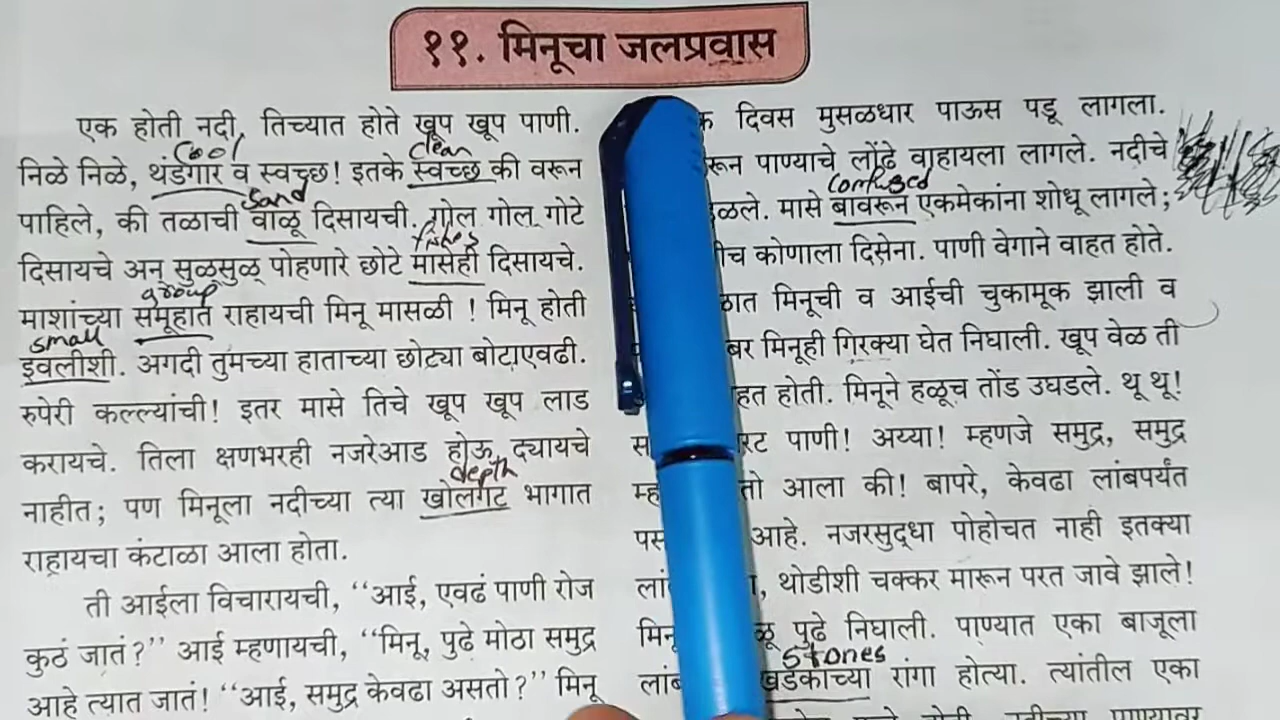 ११. मिनूचा जलप्रवास
एक होती नदी, तिच्यात होते खूप खूप पाणी.
cool clean
निळे निळे, थंडगार व स्वच्छ! इतके स्वच्छ की वरून
sand
पाहिले, की तळाची वाळू दिसायची. गोल गोल गोटे
fishes
दिसायचे अन् सुळसुळ् पोहणारे छोटे मासेही दिसायचे.
group
माशांच्या समूहात राहायची मिनू मासळी ! मिनू होती
small
इवलीशी. अगदी तुमच्या हाताच्या छोट्या बोटाएवढी.
रुपेरी कल्ल्यांची! इतर मासे तिचे खूप खूप लाड
करायचे. तिला क्षणभरही नजरेआड होऊ द्यायचे
depth
नाहीत; पण मिनूला नदीच्या त्या खोलगट भागात
राहायचा कंटाळा आला होता.
ती आईला विचारायची, ‘‘आई, एवढं पाणी रोज
कुठं जातं?’’ आई म्हणायची, ‘‘मिनू, पुढे मोठा समुद्र
आहे त्यात जातं! ‘‘आई, समुद्र केवढा असतो?’’ मिनू
दिवस मुसळधार पाऊस पडू लागला.
पाण्याचे लोंढे वाहायला लागले. नदीचे
confused
मासे बावरून एकमेकांना शोधू लागले;
कोणाला दिसेना. पाणी वेगाने वाहत होते.
मिनूची व आईची चुकामूक झाली व
मिनूही गिरक्या घेत निघाली. खूप वेळ ती
होती. मिनूने हळूच तोंड उघडले. थू थू!
पाणी! अय्या! म्हणजे समुद्र, समुद्र
तो आला की! बापरे, केवढा लांबपर्यंत
आहे. नजरसुद्धा पोहोचत नाही इतक्या
थोडीशी चक्कर मारून परत जावे झाले!
पुढे निघाली. पाण्यात एका बाजूला
stones
खडकांच्या रांगा होत्या. त्यांतील एका